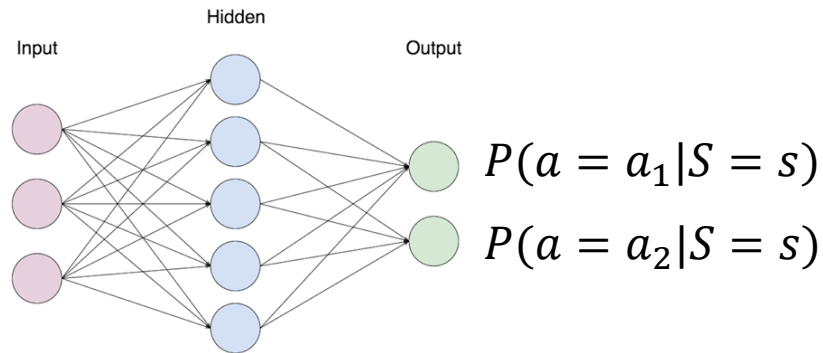 Hidden
Input
Output
P(a = a₁|S = s)
P(a = a₂|S = s)